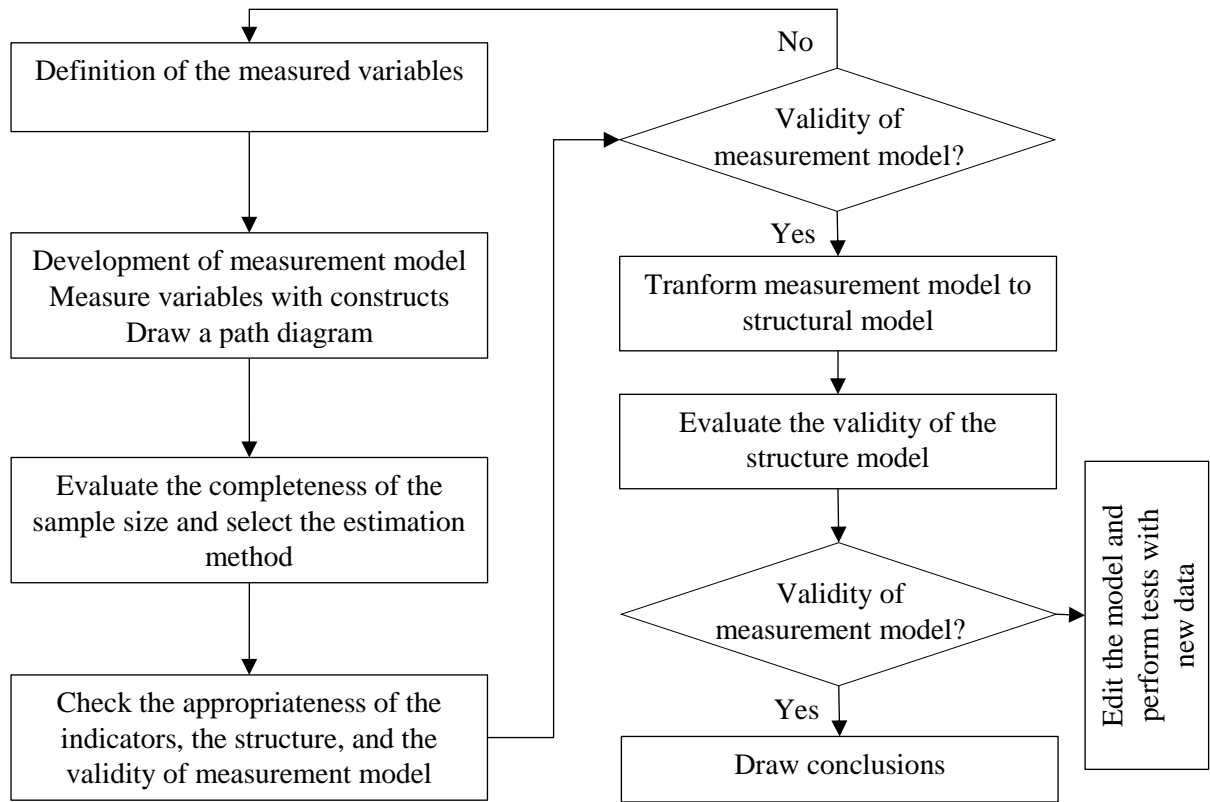 Definition of the measured variables
Development of measurement model
Measure variables with constructs
Draw a path diagram
Evaluate the completeness of the
sample size and select the estimation
method
Check the appropriateness of the
indicators, the structure, and the
validity of measurement model
No
Validity of
measurement model?
Yes
Tranform measurement model to
structural model
Evaluate the validity of the
structure model
Validity of
measurement model?
Yes
Draw conclusions
Edit the model and
perform tests with
new data